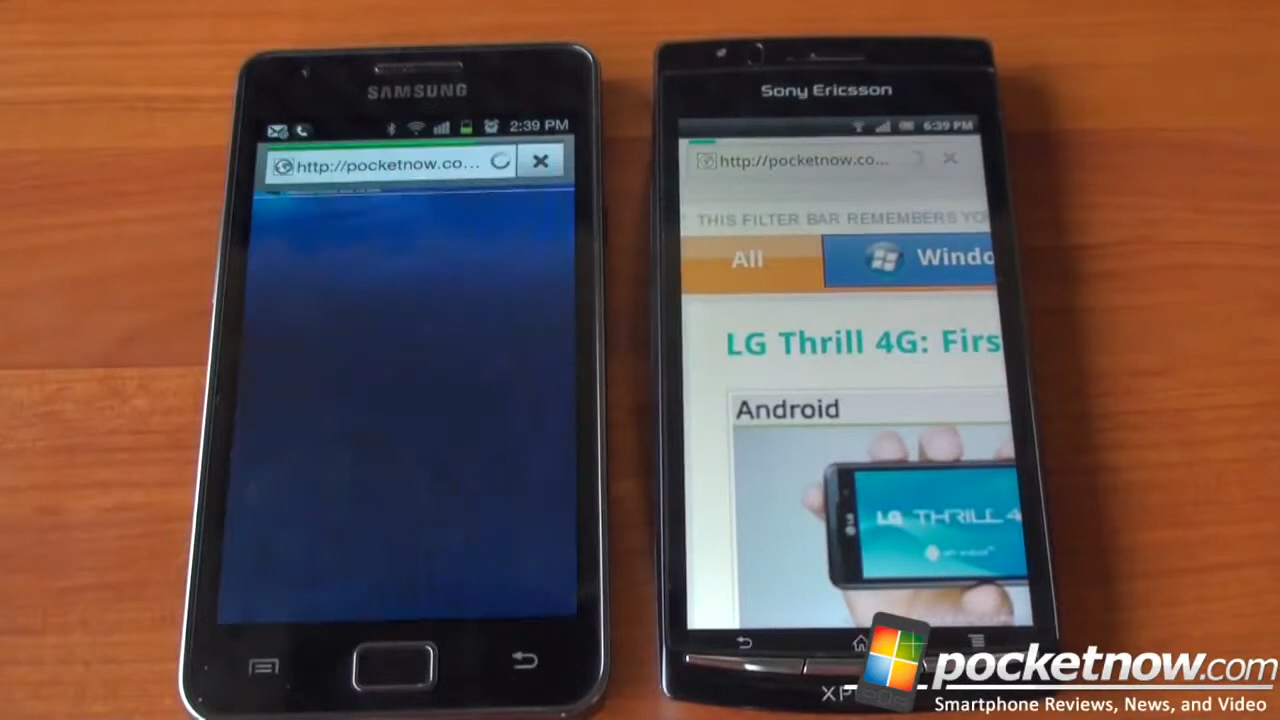 SAMSUNG
2:39 PM
http://pocketnow.co...
Sony Ericsson
6:39 PM
http://pocketnow.co...
THIS FILTER BAR REMEMBERS YO
All
Windo
LG Thrill 4G: Firs
Android
LG THRILL 4
XP
pocketnow.com
Smartphone Reviews, News, and Video